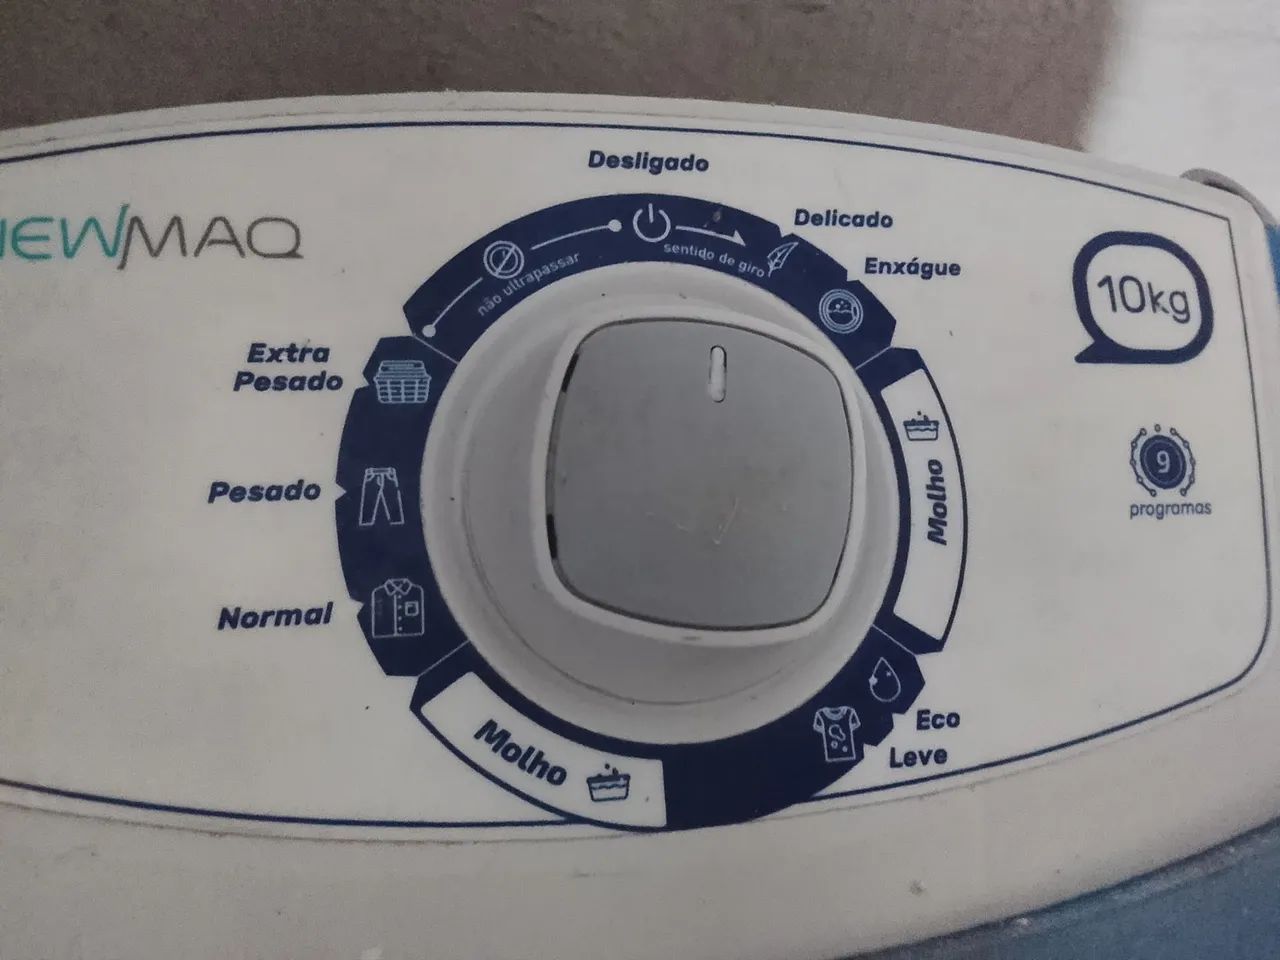 Desligado
NEWMAQ
não ultrapassar
sentido de giro
Delicado
Enxágue
10kg
Extra
Pesado
Molho
9
programas
Pesado
Normal
Eco
Leve
Molho